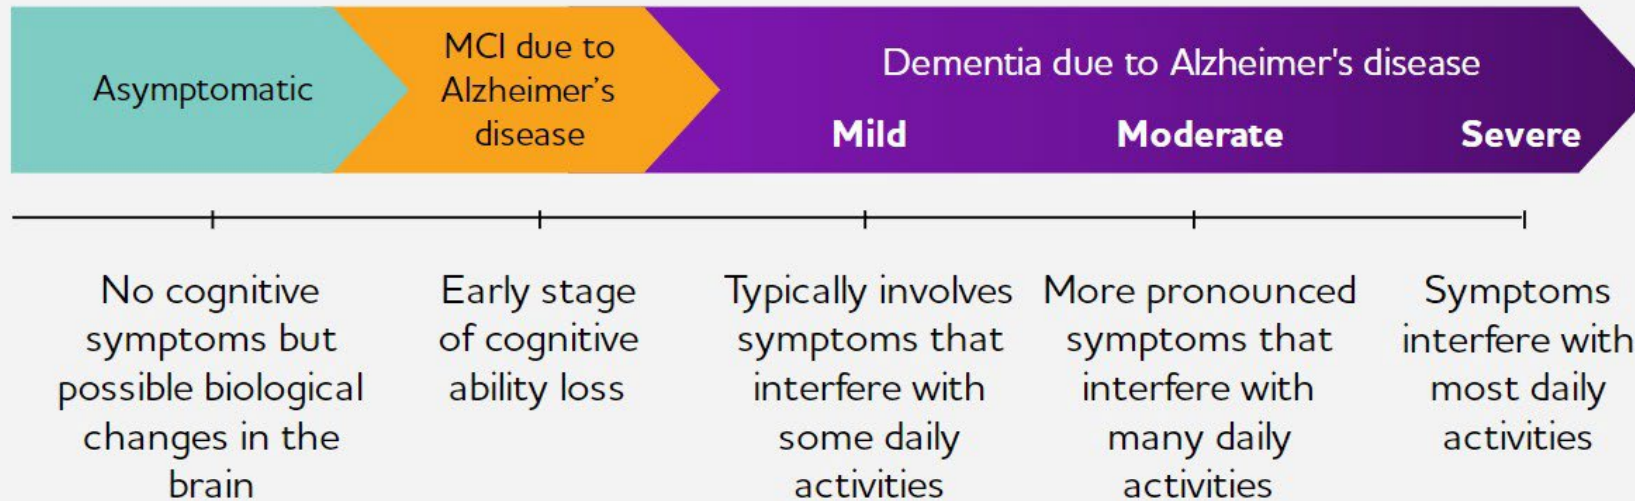 Asymptomatic
MCI due to
Alzheimer’s
disease
Dementia due to Alzheimer's disease
Mild
Moderate
Severe
No cognitive
symptoms but
possible biological
changes in the
brain
Early stage
of cognitive
ability loss
Typically involves
symptoms that
interfere with
some daily
activities
More pronounced
symptoms that
interfere with
many daily
activities
Symptoms
interfere with
most daily
activities